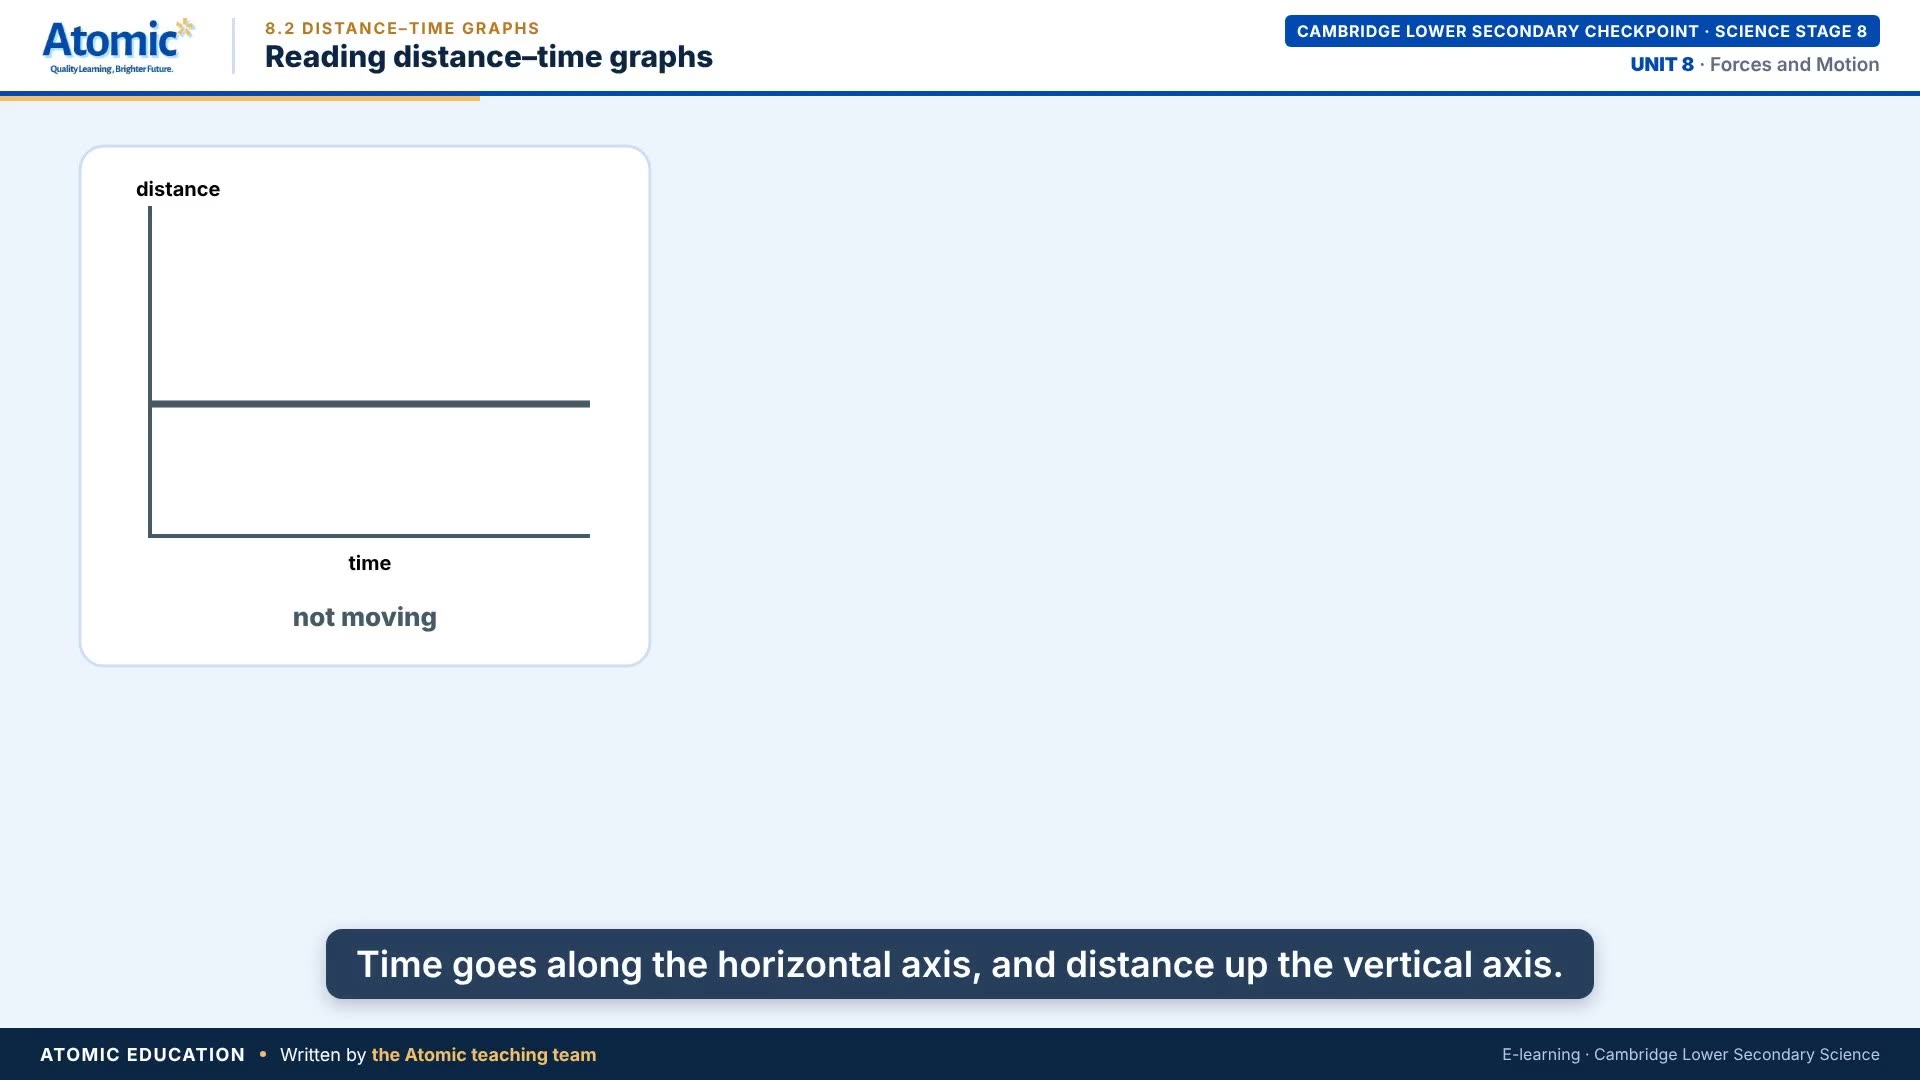 Atomic
Quality Learning, Brighter Future.
8.2 DISTANCE–TIME GRAPHS
Reading distance–time graphs
CAMBRIDGE LOWER SECONDARY CHECKPOINT · SCIENCE STAGE 8
UNIT 8 · Forces and Motion
distance
time
not moving
Time goes along the horizontal axis, and distance up the vertical axis.
ATOMIC EDUCATION • Written by the Atomic teaching team
E-learning · Cambridge Lower Secondary Science